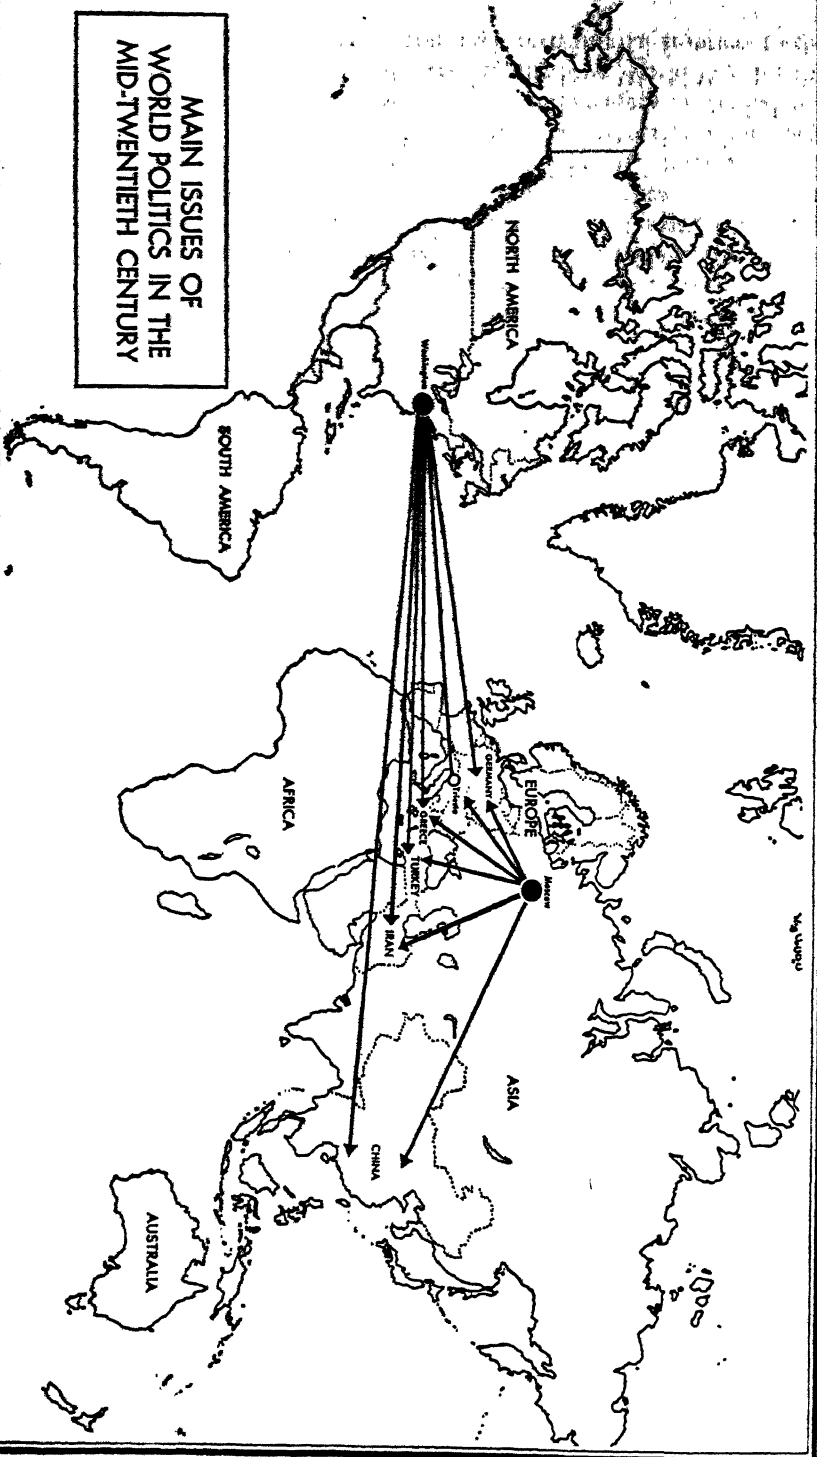 MAIN ISSUES OF
WORLD POLITICS IN THE
MID-TWENTIETH CENTURY
NORTH AMERICA
Washington
SOUTH AMERICA
EUROPE
GERMANY
Trieste
GREECE
TURKEY
IRAN
Moscow
AFRICA
ASIA
CHINA
AUSTRALIA